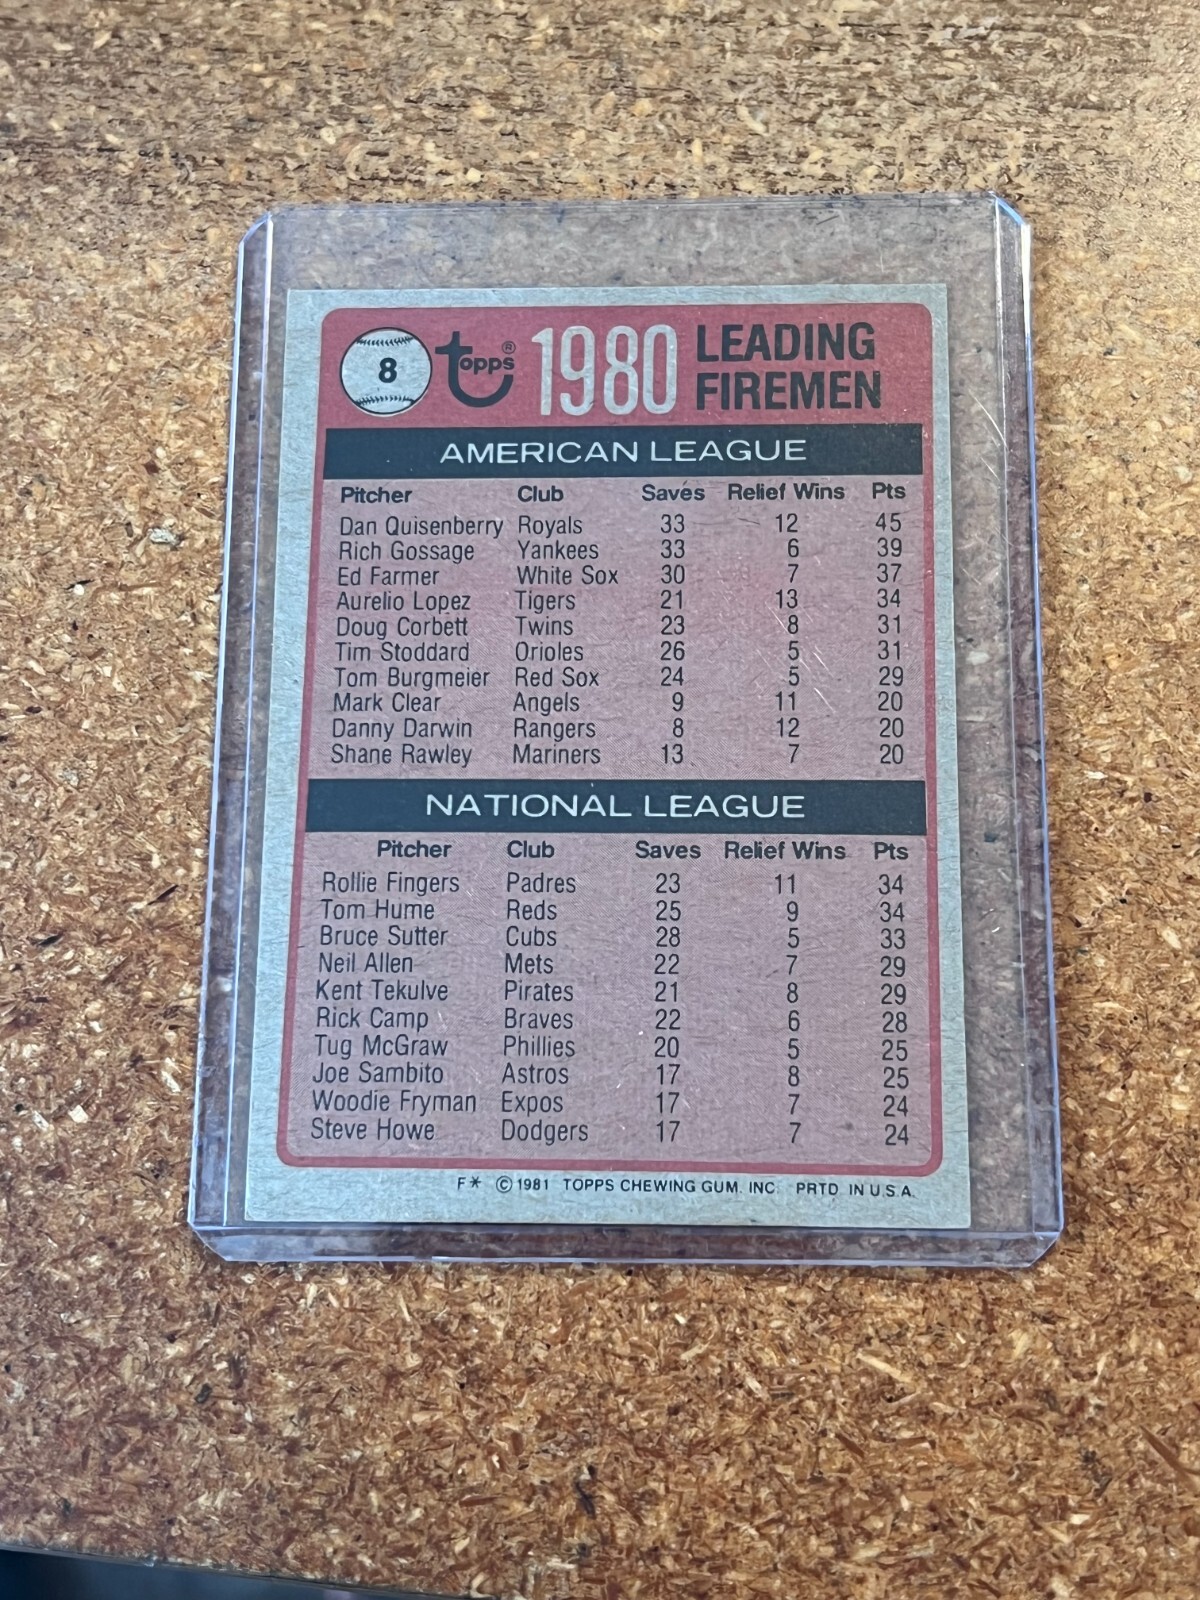 8 Topps® 1980 LEADING FIREMEN
AMERICAN LEAGUE
Pitcher Club Saves Relief Wins Pts
Dan Quisenberry Royals 33 12 45
Rich Gossage Yankees 33 6 39
Ed Farmer White Sox 30 7 37
Aurelio Lopez Tigers 21 13 34
Doug Corbett Twins 23 8 31
Tim Stoddard Orioles 26 5 31
Tom Burgmeier Red Sox 24 5 29
Mark Clear Angels 9 11 20
Danny Darwin Rangers 8 12 20
Shane Rawley Mariners 13 7 20
NATIONAL LEAGUE
Pitcher Club Saves Relief Wins Pts
Rollie Fingers Padres 23 11 34
Tom Hume Reds 25 9 34
Bruce Sutter Cubs 28 5 33
Neil Allen Mets 22 7 29
Kent Tekulve Pirates 21 8 29
Rick Camp Braves 22 6 28
Tug McGraw Phillies 20 5 25
Joe Sambito Astros 17 8 25
Woodie Fryman Expos 17 7 24
Steve Howe Dodgers 17 7 24
F* © 1981 TOPPS CHEWING GUM, INC. PRTD. IN U.S.A.